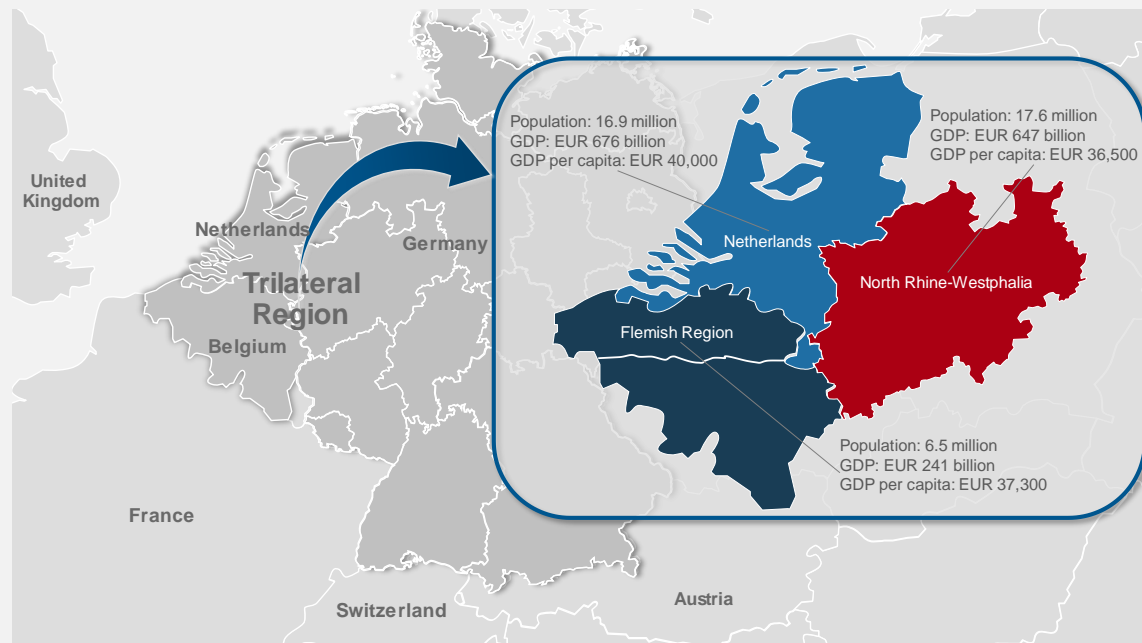 United
Kingdom
Netherlands
Germany
Trilateral
Region
Belgium
France
Switzerland
Austria
Population: 16.9 million
GDP: EUR 676 billion
GDP per capita: EUR 40,000
Population: 17.6 million
GDP: EUR 647 billion
GDP per capita: EUR 36,500
Netherlands
North Rhine-Westphalia
Flemish Region
Population: 6.5 million
GDP: EUR 241 billion
GDP per capita: EUR 37,300